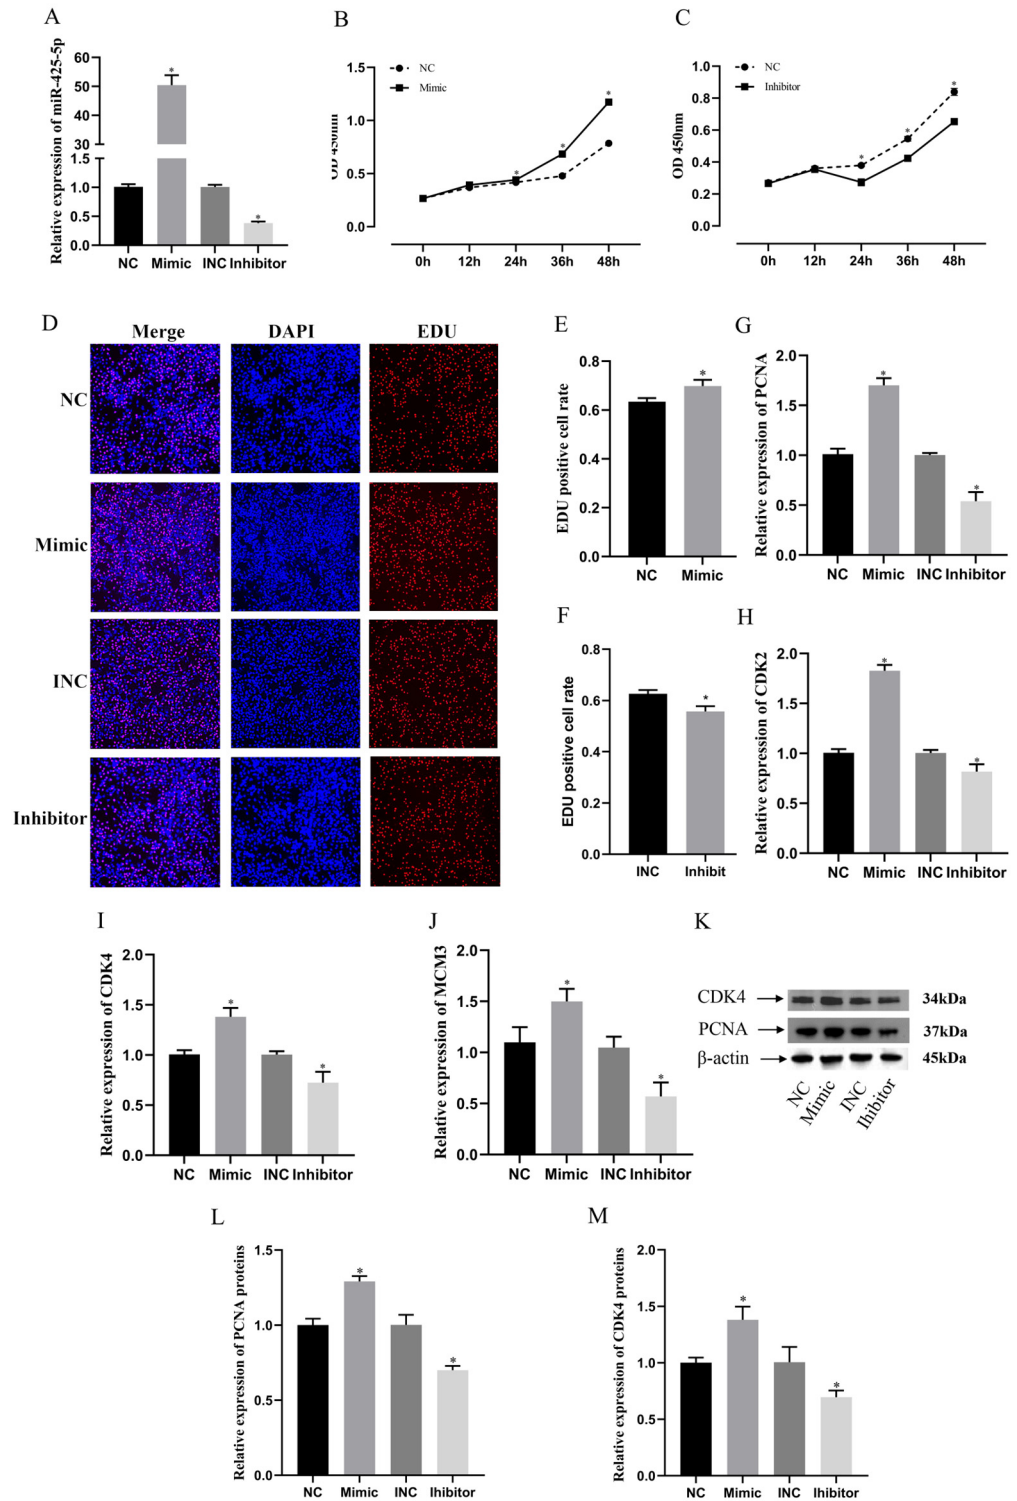 A
Relative expression of miR-425-5p
60
50
40
30
1.5
1.0
0.5
0.0
*
*
NC Mimic INC Inhibitor
B
OD 450nm
1.5
1.0
0.5
0.0
NC
Mimic
*
*
*
0h 12h 24h 36h 48h
C
OD 450nm
1.0
0.8
0.6
0.4
0.2
0.0
NC
Inhibitor
*
*
*
0h 12h 24h 36h 48h
D
Merge DAPI EDU
NC
Mimic
INC
Inhibitor
E
EDU positive cell rate
0.8
0.6
0.4
0.2
0.0
*
NC Mimic
G
Relative expression of PCNA
2.0
1.5
1.0
0.5
0.0
*
*
NC Mimic INC Inhibitor
F
EDU positive cell rate
0.8
0.6
0.4
0.2
0.0
*
INC Inhibit
H
Relative expression of CDK2
2.0
1.5
1.0
0.5
0.0
*
*
NC Mimic INC Inhibitor
I
Relative expression of CDK4
2.0
1.5
1.0
0.5
0.0
*
*
NC Mimic INC Inhibitor
J
Relative expression of MCM3
2.0
1.5
1.0
0.5
0.0
*
*
NC Mimic INC Inhibitor
K
CDK4 34kDa
PCNA 37kDa
β-actin 45kDa
NC Mimic INC Ihibitor
L
Relative expression of PCNA proteins
1.5
1.0
0.5
0.0
*
*
NC Mimic INC Ihibitor
M
Relative expression of CDK4 proteins
2.0
1.5
1.0
0.5
0.0
*
*
NC Mimic INC Ihibitor